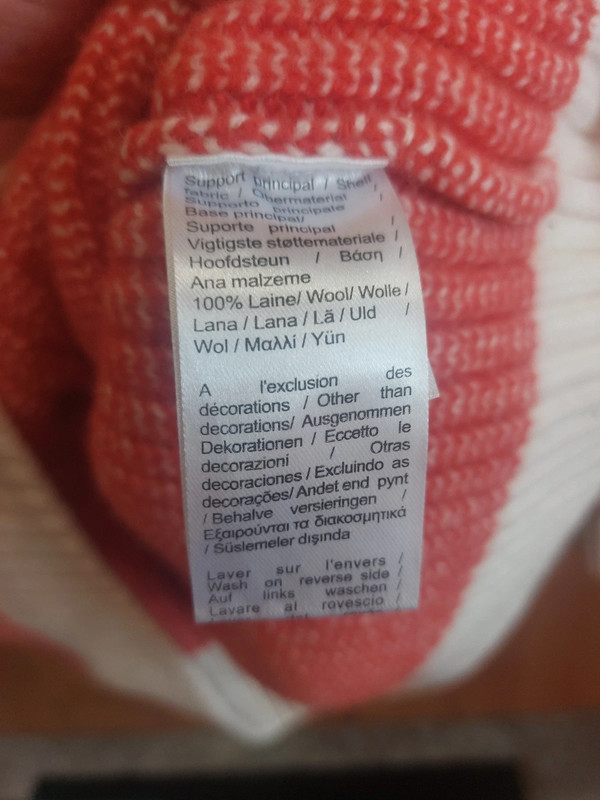 Support principal / Shell
fabric / Obermaterial /
Supporto principale
Base principal/
Suporte principal /
Vigtigste støttemateriale /
Hoofdsteun / Βάση /
Ana malzeme
100% Laine/ Wool/ Wolle /
Lana / Lana / Lã / Uld /
Wol / Μαλλί / Yün
A l'exclusion des
décorations / Other than
decorations/ Ausgenommen
Dekorationen / Eccetto le
decorazioni / Otras
decoraciones / Excluindo as
decorações/ Andet end pynt
/ Behalve versieringen /
Εξαιρούνται τα διακοσμητικά
/ Süslemeler dışında
Laver sur l'envers /
Wash on reverse side /
Auf links waschen /
Lavare al rovescio /